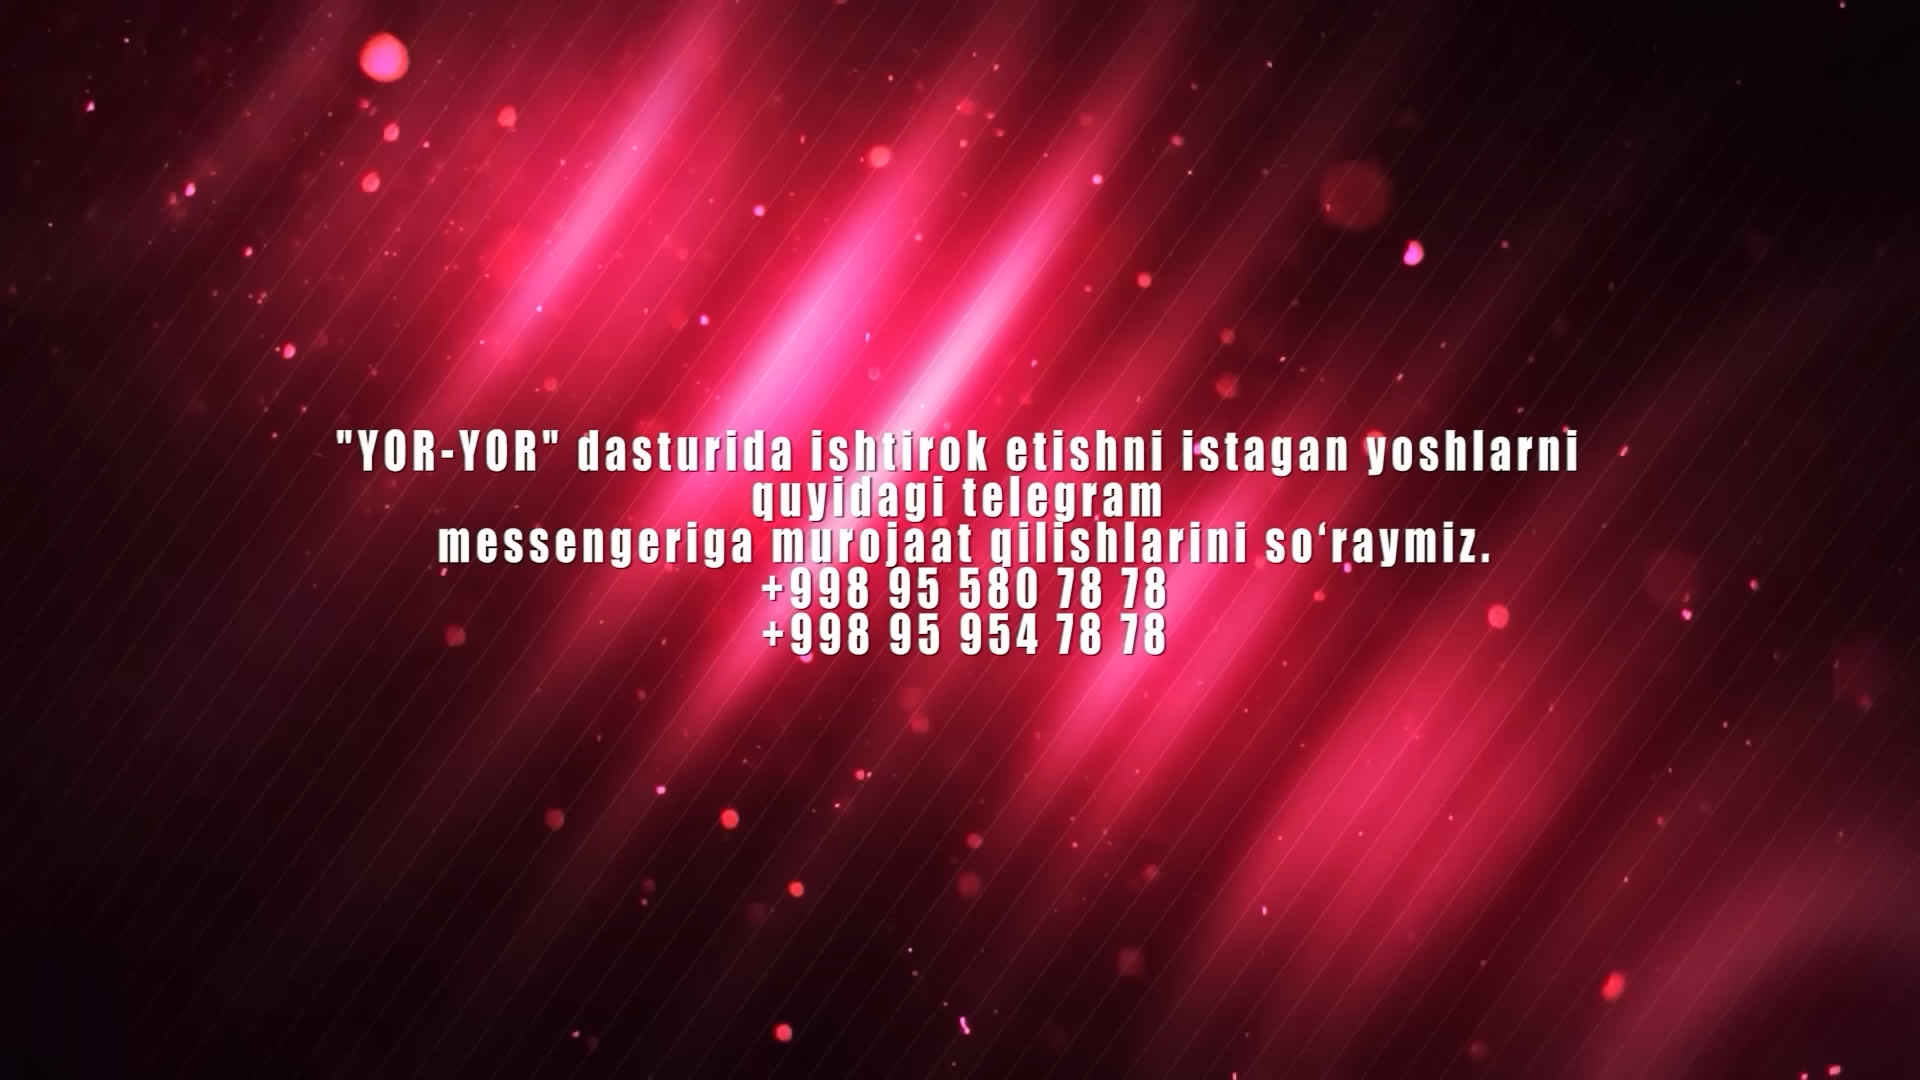 "YOR-YOR" dasturida ishtirok etishni istagan yoshlarni
quyidagi telegram
messengeriga murojaat qilishlarini so‘raymiz.
+998 95 580 78 78
+998 95 954 78 78